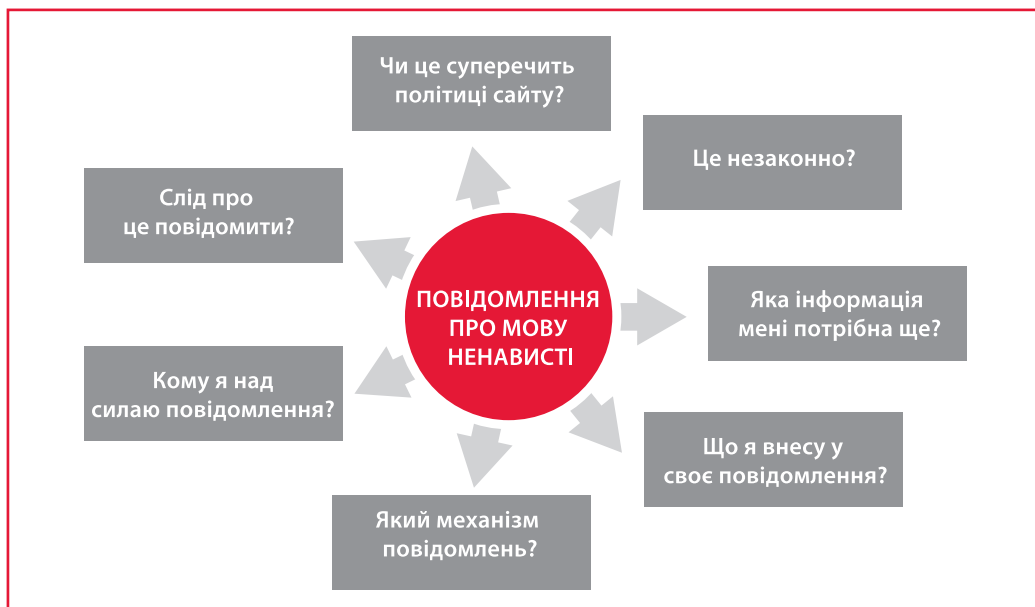 Чи це суперечить
політиці сайту?
Це незаконно?
Слід про
це повідомити?
ПОВІДОМЛЕННЯ
ПРО МОВУ
НЕНАВИСТІ
Яка інформація
мені потрібна ще?
Кому я над
силаю повідомлення?
Що я внесу у
своє повідомлення?
Який механізм
повідомлень?